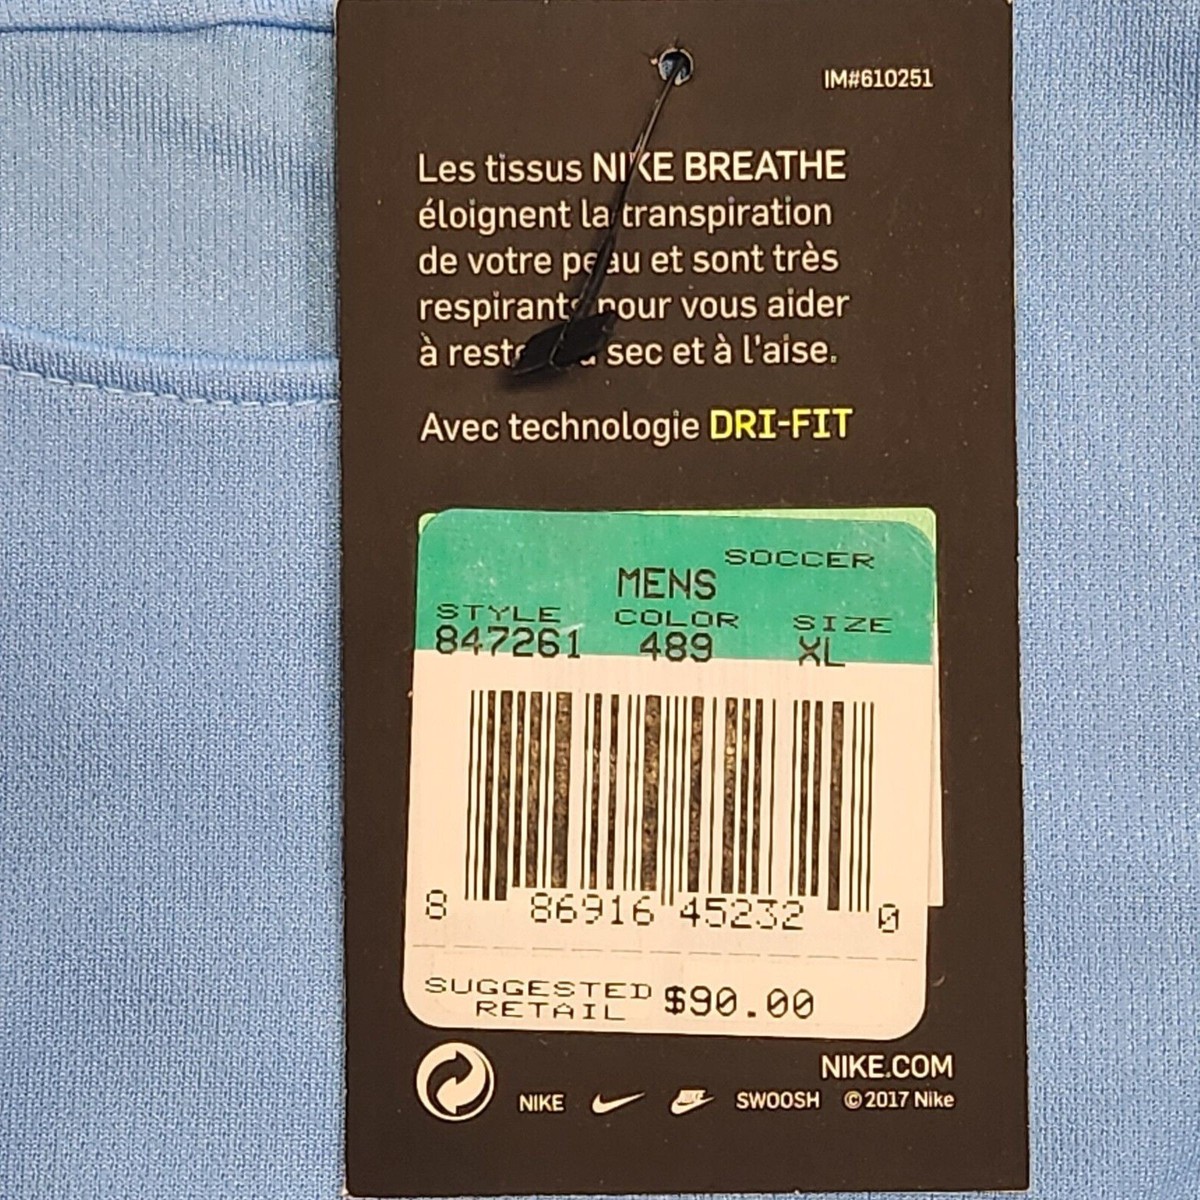 IM#610251
Les tissus NIKE BREATHE
éloignent la transpiration
de votre peau et sont très
respirants pour vous aider
à sec et à l'aise.
Avec technologie DRI-FIT
SOCCER
MENS
STYLE COLOR SIZE
847261 489 XL
8 86916 45232 0
SUGGESTED
RETAIL $90.00
NIKE.COM
NIKE SWOOSH ©2017 Nike